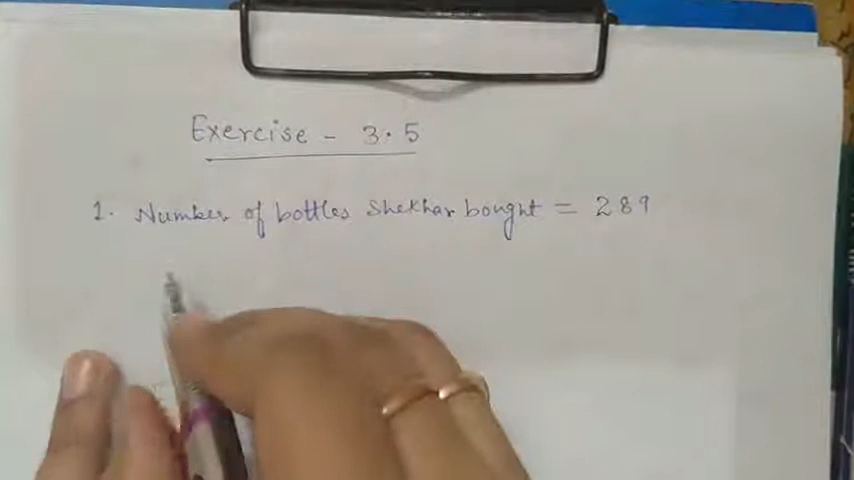 Exercise - 3.5
1. Number of bottles Shekhar bought = 289